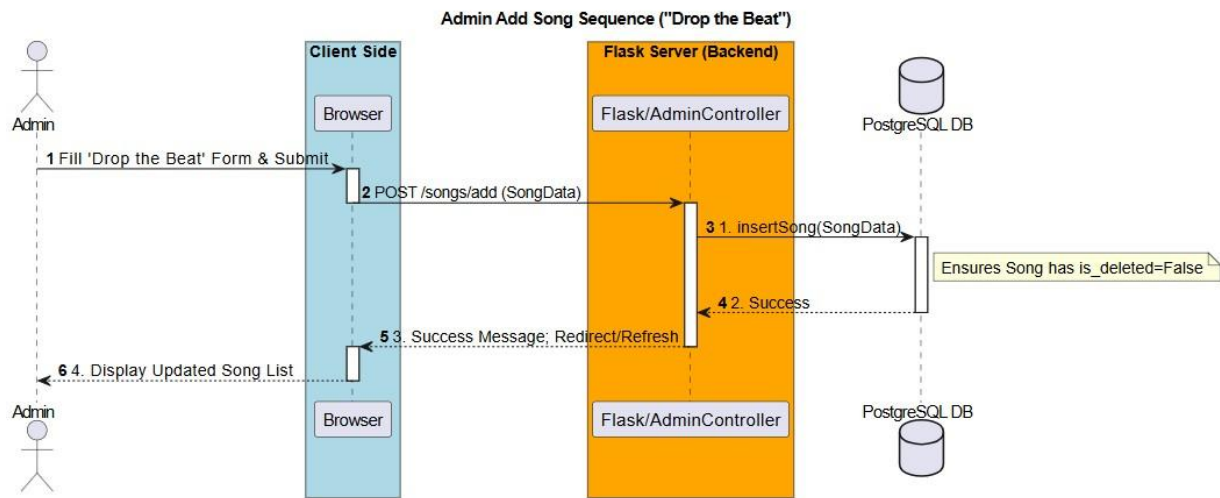 Admin Add Song Sequence ("Drop the Beat")
Client Side
Flask Server (Backend)
Admin
Browser
Flask/AdminController
PostgreSQL DB
1 Fill 'Drop the Beat' Form & Submit
2 POST /songs/add (SongData)
3 1. insertSong(SongData)
Ensures Song has is_deleted=False
4 2. Success
5 3. Success Message; Redirect/Refresh
6 4. Display Updated Song List
Admin
Browser
Flask/AdminController
PostgreSQL DB